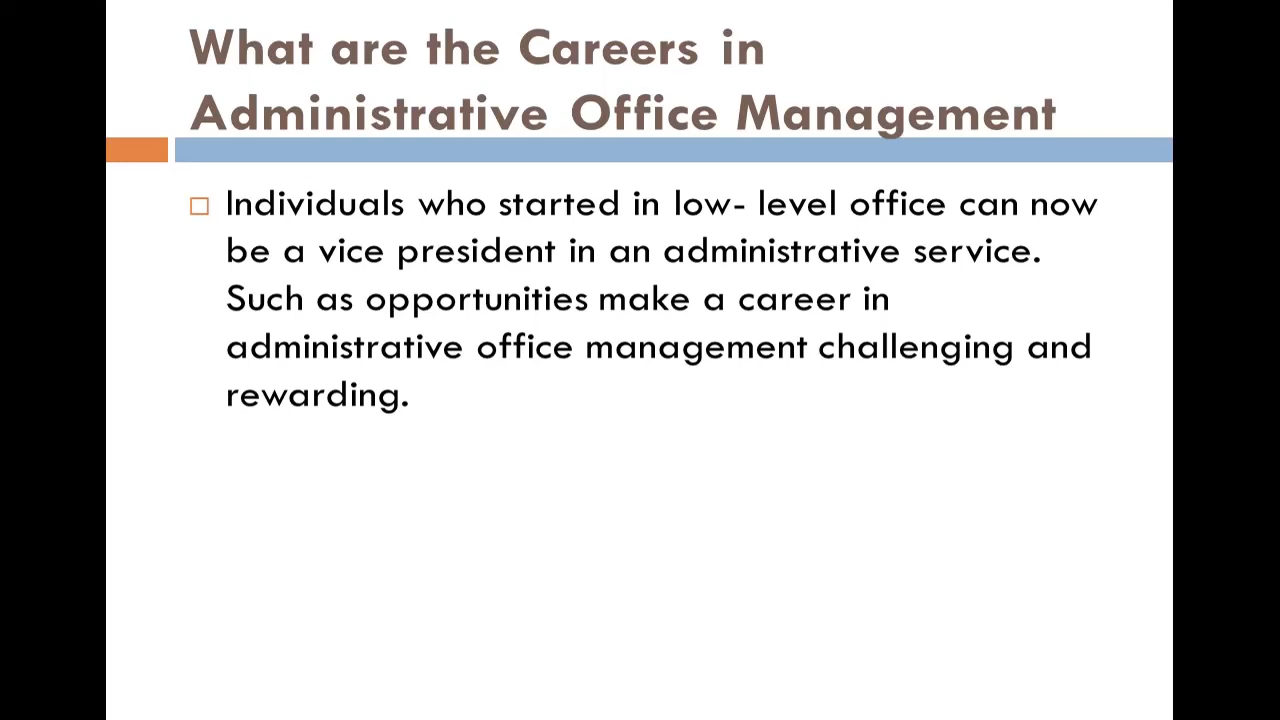 What are the Careers in
Administrative Office Management
Individuals who started in low- level office can now
be a vice president in an administrative service.
Such as opportunities make a career in
administrative office management challenging and
rewarding.